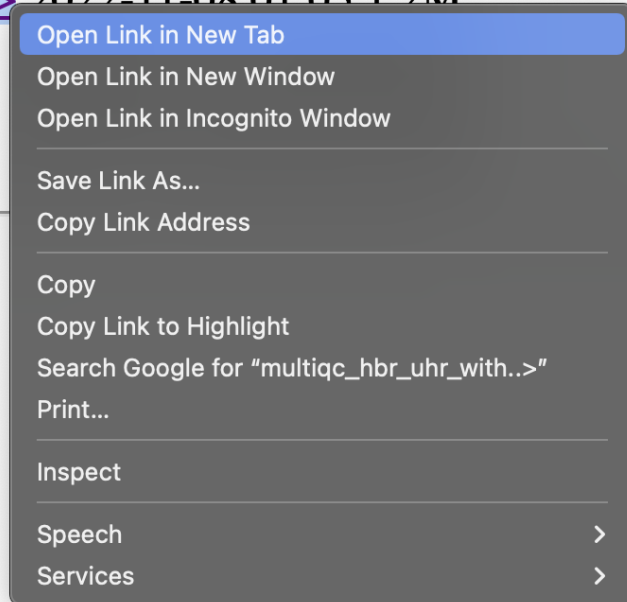 Open Link in New Tab
Open Link in New Window
Open Link in Incognito Window
Save Link As...
Copy Link Address
Copy
Copy Link to Highlight
Search Google for “multiqc_hbr_uhr_with..>”
Print...
Inspect
Speech
Services